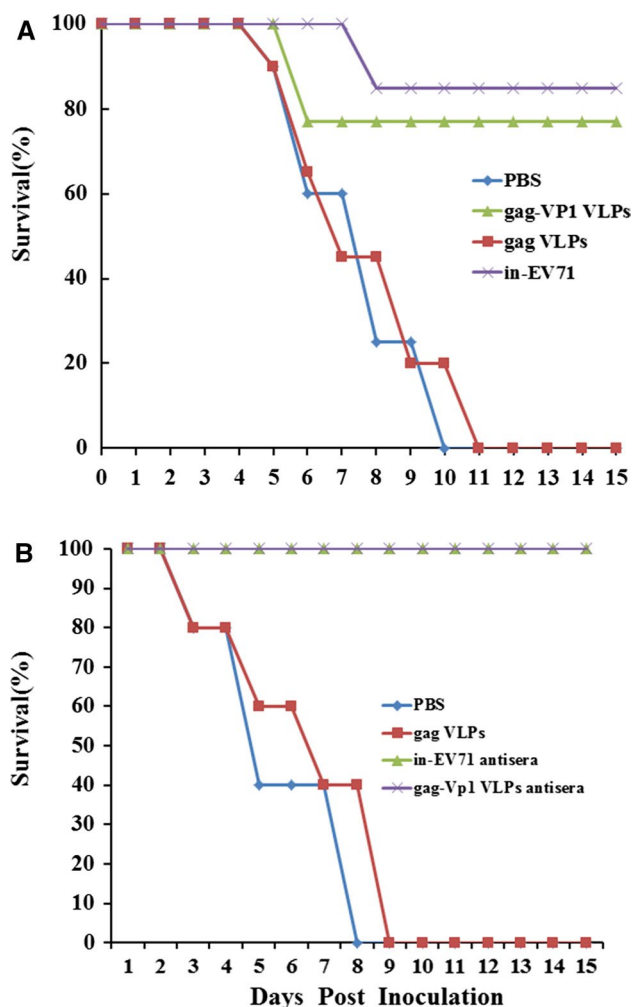 A
Survival(%)
100
80
60
40
20
0
PBS
gag-VP1 VLPs
gag VLPs
in-EV71
0 1 2 3 4 5 6 7 8 9 10 11 12 13 14 15
B
Survival(%)
100
90
80
70
60
50
40
30
20
10
0
PBS
gag VLPs
in-EV71 antisera
gag-Vp1 VLPs antisera
1 2 3 4 5 6 7 8 9 10 11 12 13 14 15
Days Post Inoculation